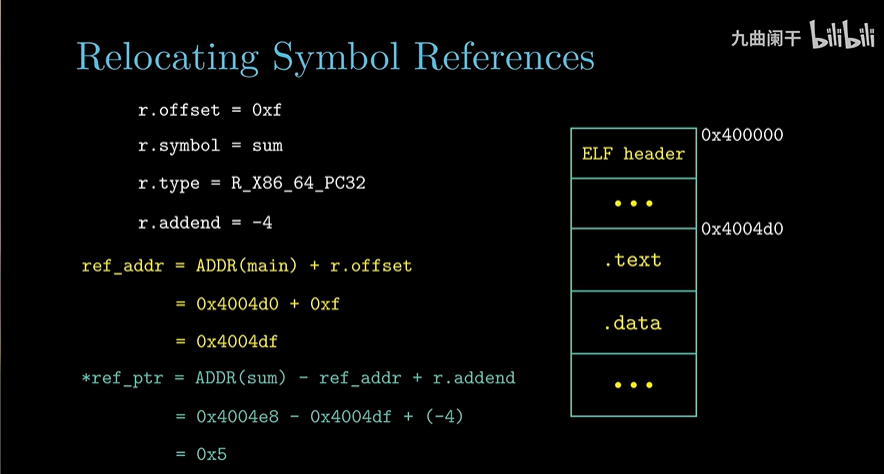 九曲阑干 bilibili
Relocating Symbol References
r.offset = 0xf
r.symbol = sum
r.type = R_X86_64_PC32
r.addend = -4
ref_addr = ADDR(main) + r.offset
= 0x4004d0 + 0xf
= 0x4004df
*ref_ptr = ADDR(sum) - ref_addr + r.addend
= 0x4004e8 - 0x4004df + (-4)
= 0x5
0x400000
ELF header
•••
0x4004d0
.text
.data
•••